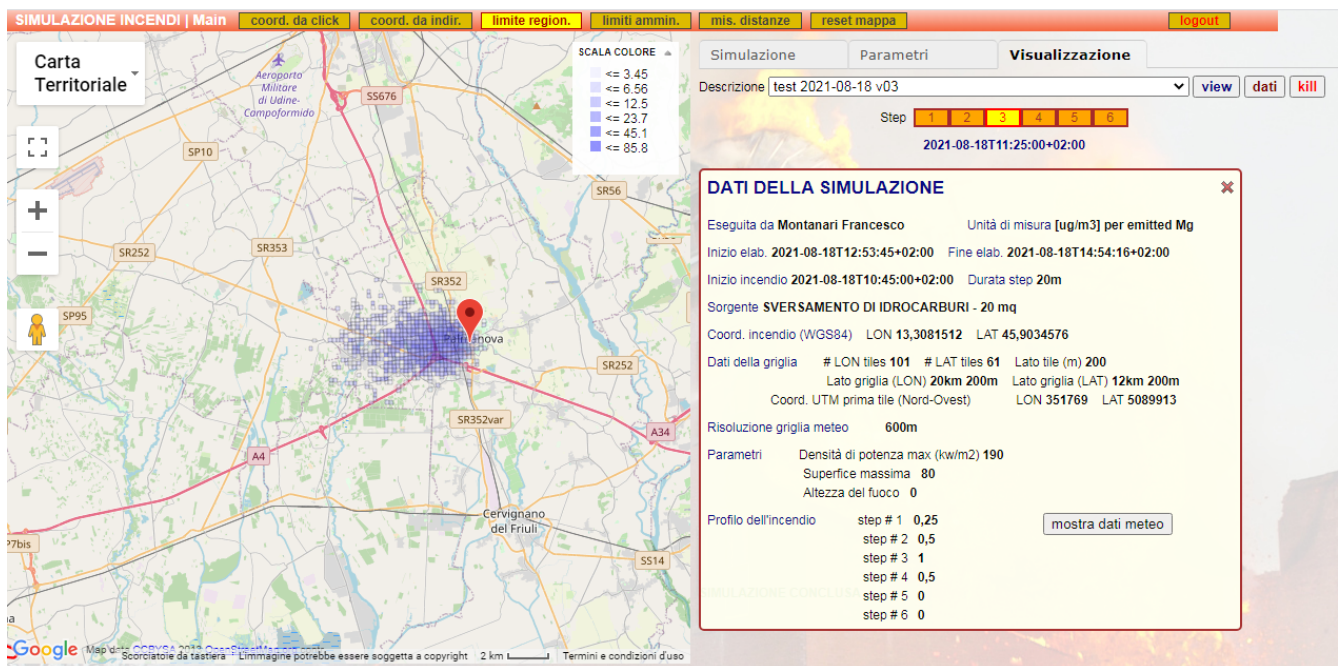 SIMULAZIONE INCENDI | Main coord. da click coord. da indir. limite region. limiti ammin. mis. distanze reset mappa logout
Carta
Territoriale
Aeroporto
Militare
di Udine-
Campoformido
SS676
SP10
SR56
SR252
SR353
SR352
SP95
Palmanova
SR252
SR352var
A34
A4
Cervignano
del Friuli
P7bis
SS14
SCALA COLORE
<= 3.45
<= 6.56
<= 12.5
<= 23.7
<= 45.1
<= 85.8
Google
Scorciatoie da tastiera L'immagine potrebbe essere soggetta a copyright 2 km Termini e condizioni d'uso
Simulazione Parametri Visualizzazione
Descrizione test 2021-08-18 v03 view dati kill
Step 1 2 3 4 5 6
2021-08-18T11:25:00+02:00
DATI DELLA SIMULAZIONE
Eseguita da Montanari Francesco Unità di misura [ug/m3] per emitted Mg
Inizio elab. 2021-08-18T12:53:45+02:00 Fine elab. 2021-08-18T14:54:16+02:00
Inizio incendio 2021-08-18T10:45:00+02:00 Durata step 20m
Sorgente SVERSAMENTO DI IDROCARBURI - 20 mq
Coord. incendio (WGS84) LON 13,3081512 LAT 45,9034576
Dati della griglia # LON tiles 101 # LAT tiles 61 Lato tile (m) 200
Lato griglia (LON) 20km 200m Lato griglia (LAT) 12km 200m
Coord. UTM prima tile (Nord-Ovest) LON 351769 LAT 5089913
Risoluzione griglia meteo 600m
Parametri Densità di potenza max (kw/m2) 190
Superfice massima 80
Altezza del fuoco 0
Profilo dell'incendio step # 1 0,25
step # 2 0,5
step # 3 1
step # 4 0,5
step # 5 0
step # 6 0
mostra dati meteo